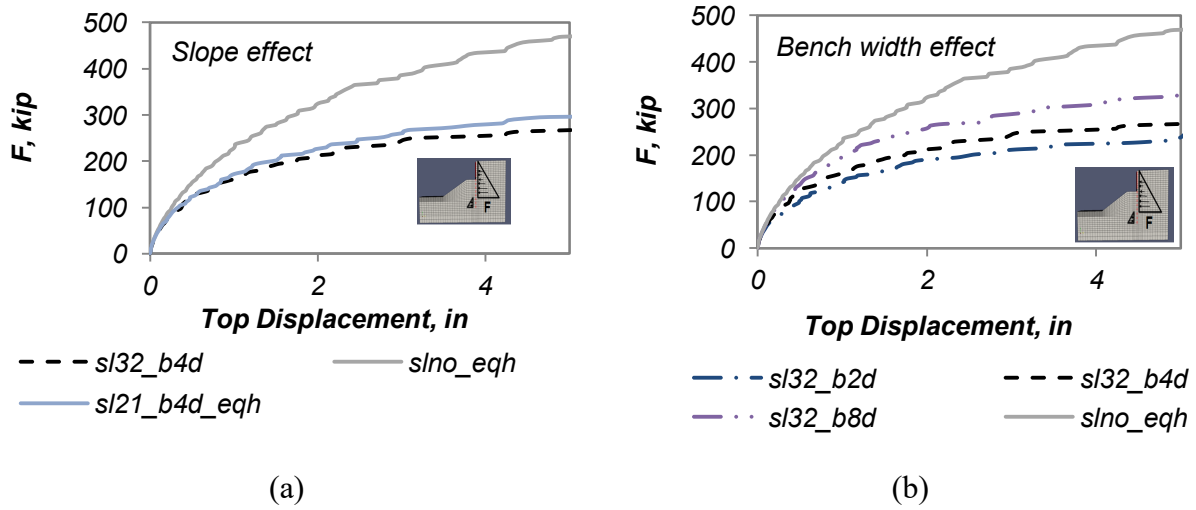 500
400
300
200
100
0
F, kip
Slope effect
F
0 2 4
Top Displacement, in
sl32_b4d slno_eqh
sl21_b4d_eqh
(a)
500
400
300
200
100
0
F, kip
Bench width effect
F
0 2 4
Top Displacement, in
sl32_b2d sl32_b4d
sl32_b8d slno_eqh
(b)